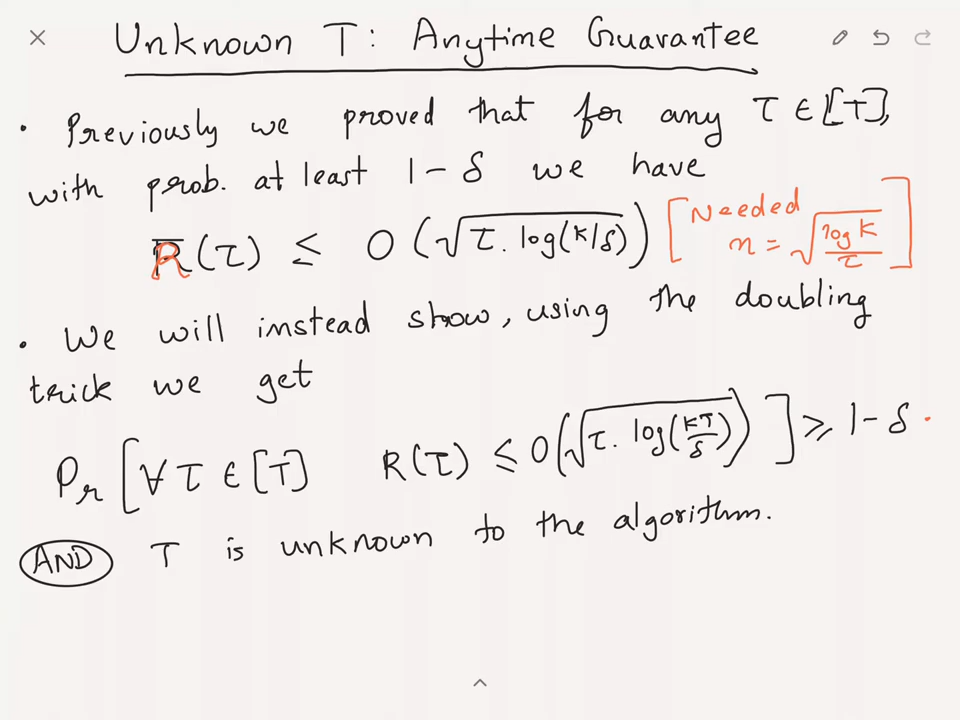 Unknown T: Anytime Guarantee
· Previously we proved that for any τ ∈ [T],
with prob. at least 1 - δ we have
R(τ) ≤ O(√(τ. log(k/δ))) [Needed η = √(log k / τ)]
· We will instead show, using the doubling
trick we get
Pr [∀ τ ∈ [T] R(τ) ≤ O(√(τ. log(kT/δ)))] ≥ 1 - δ.
AND T is unknown to the algorithm.